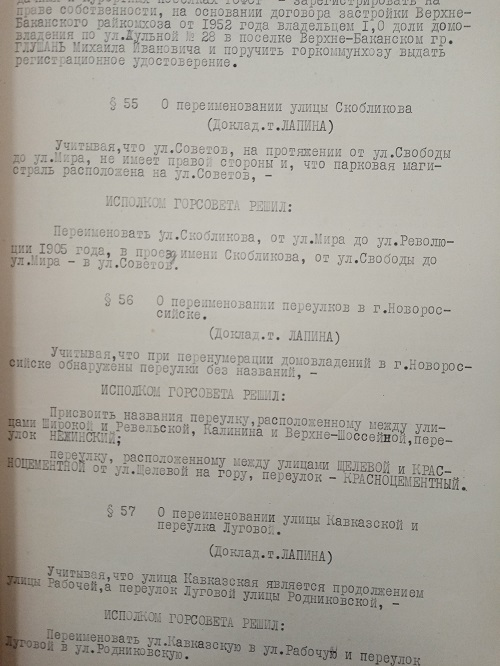 дачным и курортным поселкам ГОФСГ - зарегистрировать на
праве собственности, на основании договора застройки Верхне-
Баканского райкомхоза от 1952 года владельцем 1,0 доли домо-
владения по ул. № 28 в поселке Верхне-Баканском гр.
ГЛУШАНЬ Михаила Ивановича и поручить горкоммунхозу выдать
регистрационное удостоверение.
§ 55 О переименовании улицы Скобликова
(Доклад.т.ЛАПИНА)
Учитывая,что ул.Советов, на протяжении от ул.Свободы
до ул.Мира, не имеет правой стороны и, что парковая маги-
страль расположена на ул.Советов, -
ИСПОЛКОМ ГОРСОВЕТА РЕШИЛ:
Переименовать ул.Скобликова, от ул.Мира до ул.Револю-
ции 1905 года, в проезд имени Скобликова, от ул.Свободы до
ул.Мира - в ул.Советов.
§ 56 О переименовании переулков в г.Новорос-
сийске.
(Доклад.т. ЛАПИНА)
Учитывая,что при перенумерации домовладений в г.Новорос-
сийске обнаружены переулки без названий, -
ИСПОЛКОМ ГОРСОВЕТА РЕШИЛ:
Присвоить названия переулку,расположенному между ули-
цами Широкой и Ревельской, Калинина и Верхне-Шоссейной,пере-
улок НЕЖИНСКИЙ;
переулку, расположенному между улицами ЩЕЛЕВОЙ и КРАС-
НОЦЕМЕНТНОЙ от ул.Щелевой на гору, переулок - КРАСНОЦЕМЕНТНЫЙ.
§ 57 О переименовании улицы Кавказской и
переулка Луговой.
(Доклад.т.ЛАПИНА)
Учитывая,что улица Кавказская является продолжением
улицы Рабочей,а переулок Луговой улицы Родниковской, -
ИСПОЛКОМ ГОРСОВЕТА РЕШИЛ:
Переименовать ул.Кавказскую в ул.Рабочую и переулок
Луговой в ул.Родниковскую.